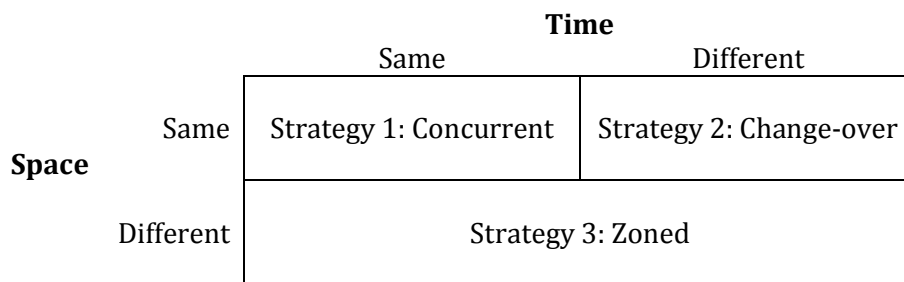 Time
Same Different
Same Strategy 1: Concurrent Strategy 2: Change-over
Space
Different Strategy 3: Zoned